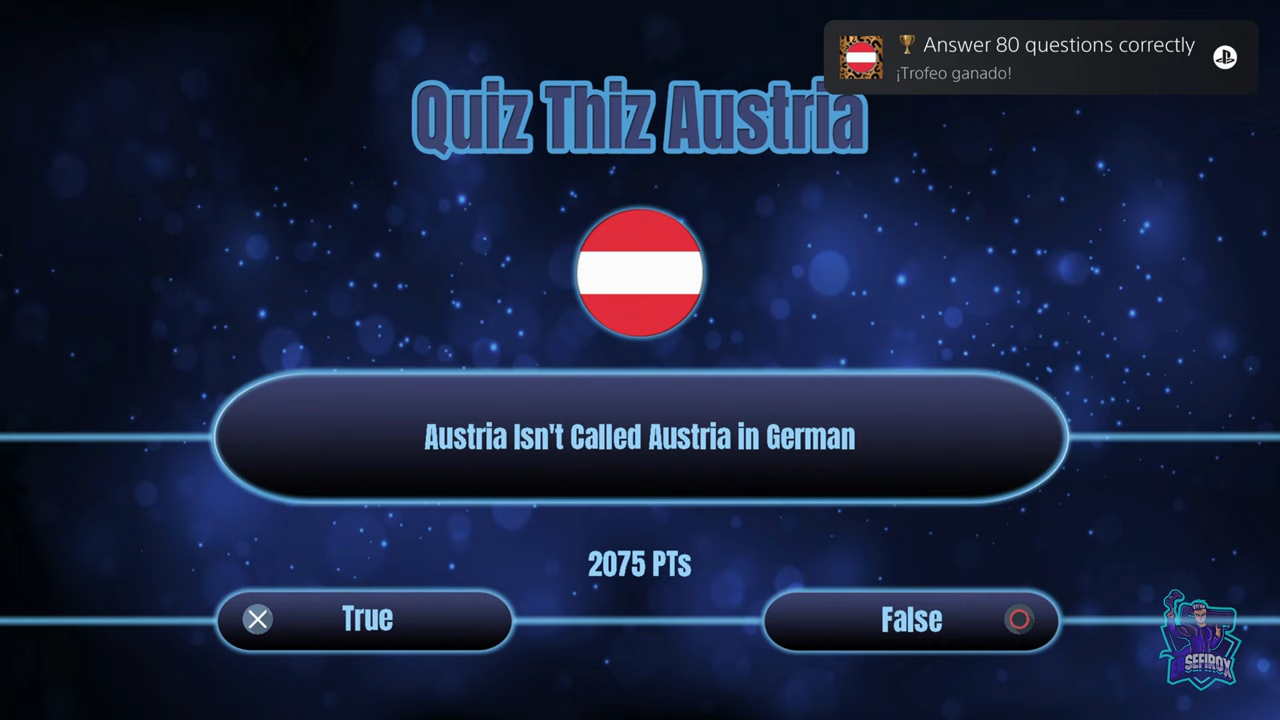 Answer 80 questions correctly
¡Trofeo ganado!
Quiz Thiz Austria
Austria Isn't Called Austria in German
2075 PTs
True
False
SEFIROX